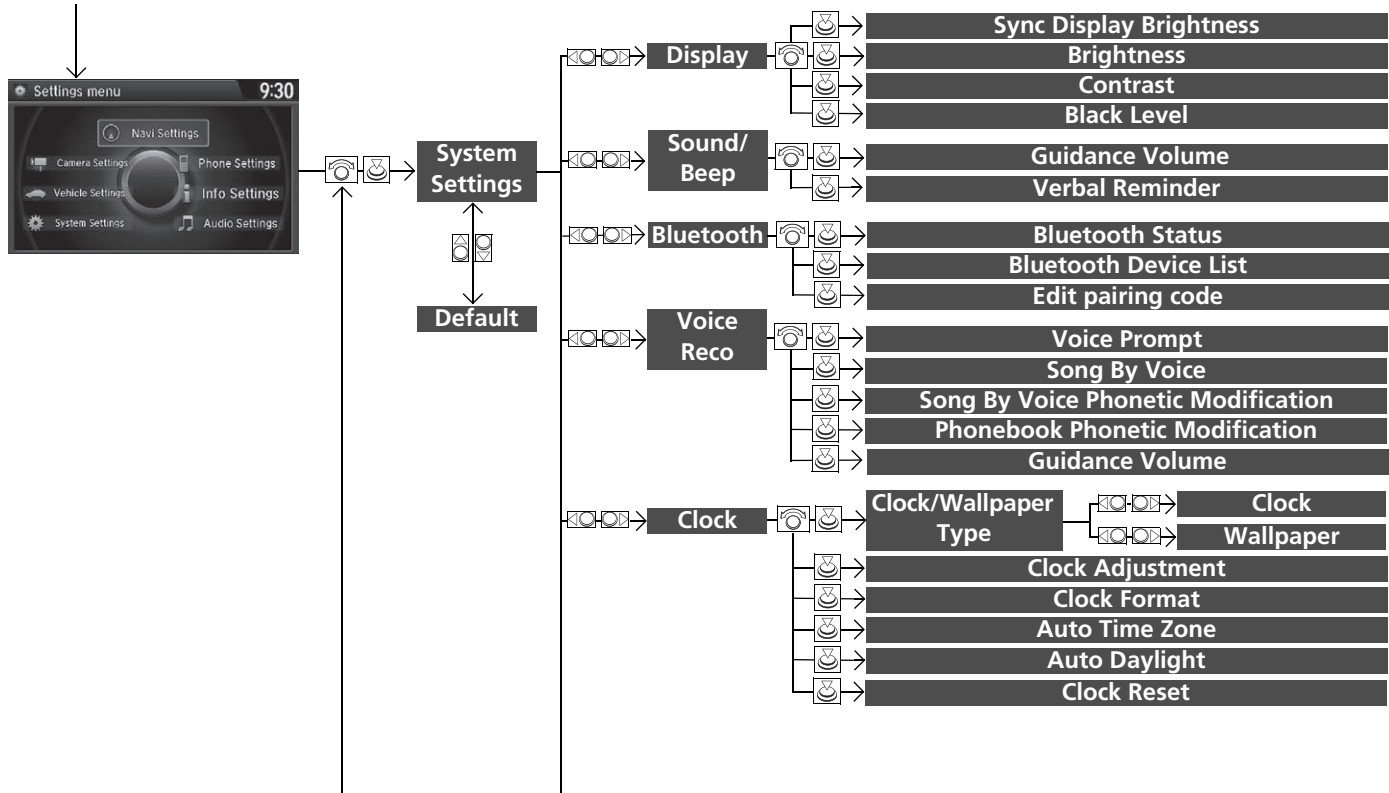 Settings menu
9:30
Navi Settings
Camera Settings
Phone Settings
Vehicle Settings
Info Settings
System Settings
Audio Settings
System
Settings
Default
Display
Sync Display Brightness
Brightness
Contrast
Black Level
Sound/
Beep
Guidance Volume
Verbal Reminder
Bluetooth
Bluetooth Status
Bluetooth Device List
Edit pairing code
Voice
Reco
Voice Prompt
Song By Voice
Song By Voice Phonetic Modification
Phonebook Phonetic Modification
Guidance Volume
Clock
Clock/Wallpaper
Type
Clock
Wallpaper
Clock Adjustment
Clock Format
Auto Time Zone
Auto Daylight
Clock Reset